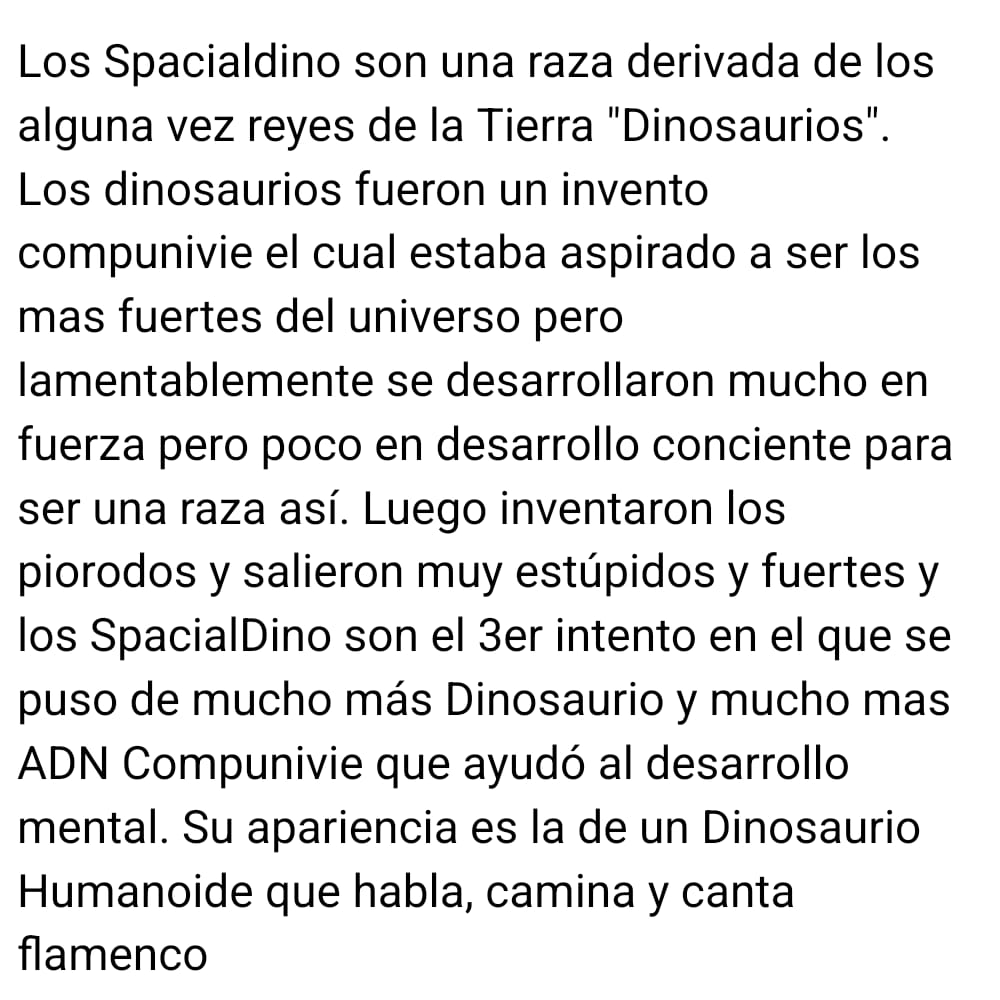 Los Spacialdino son una raza derivada de los
alguna vez reyes de la Tierra "Dinosaurios".
Los dinosaurios fueron un invento
compunivie el cual estaba aspirado a ser los
mas fuertes del universo pero
lamentablemente se desarrollaron mucho en
fuerza pero poco en desarrollo conciente para
ser una raza así. Luego inventaron los
piorodos y salieron muy estúpidos y fuertes y
los SpacialDino son el 3er intento en el que se
puso de mucho más Dinosaurio y mucho mas
ADN Compunivie que ayudó al desarrollo
mental. Su apariencia es la de un Dinosaurio
Humanoide que habla, camina y canta
flamenco